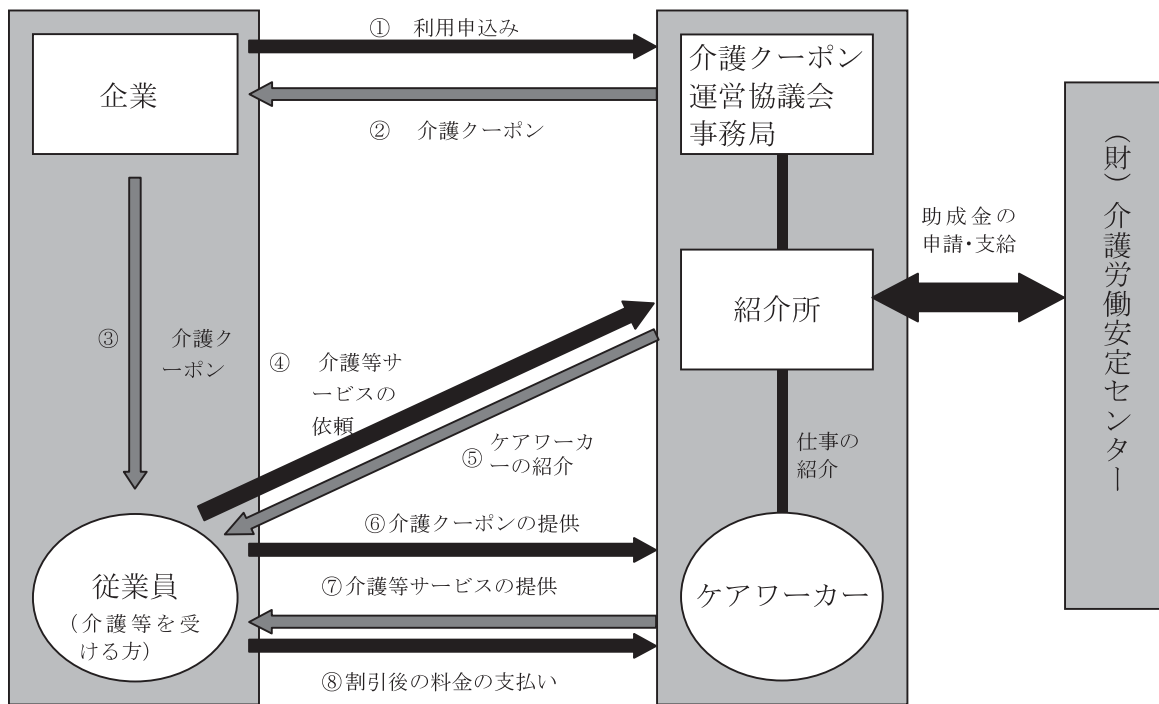 ① 利用申込み
企業
② 介護クーポン
介護クーポン
運営協議会
事務局
③ 介護ク
ーポン
④ 介護等サ
ービスの
依頼
⑤ ケアワーカ
ーの紹介
紹介所
助成金の
申請・支給
(財)介護労働安定センター
仕事の
紹介
⑥介護クーポンの提供
従業員
(介護等を受
ける方)
⑦介護等サービスの提供
ケアワーカー
⑧割引後の料金の支払い